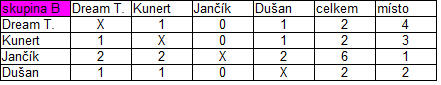 skupina B Dream T. Kunert Jančík Dušan celkem místo
Dream T. X 1 0 1 2 4
Kunert 1 X 0 1 2 3
Jančík 2 2 X 2 6 1
Dušan 1 1 0 X 2 2